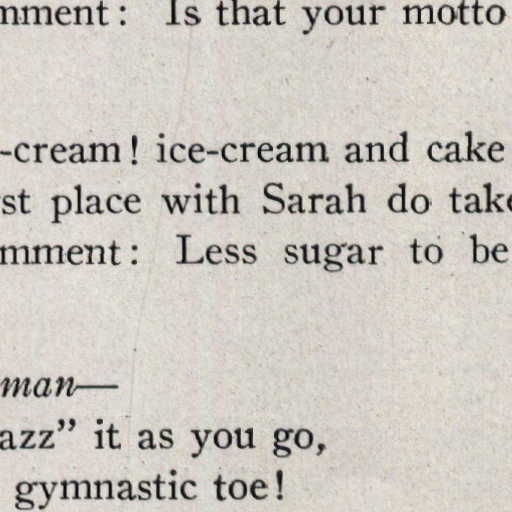 nment: Is that your motto
-cream! ice-cream and cake
st place with Sarah do take
mment: Less sugar to be
man—
azz” it as you go,
gymnastic toe!